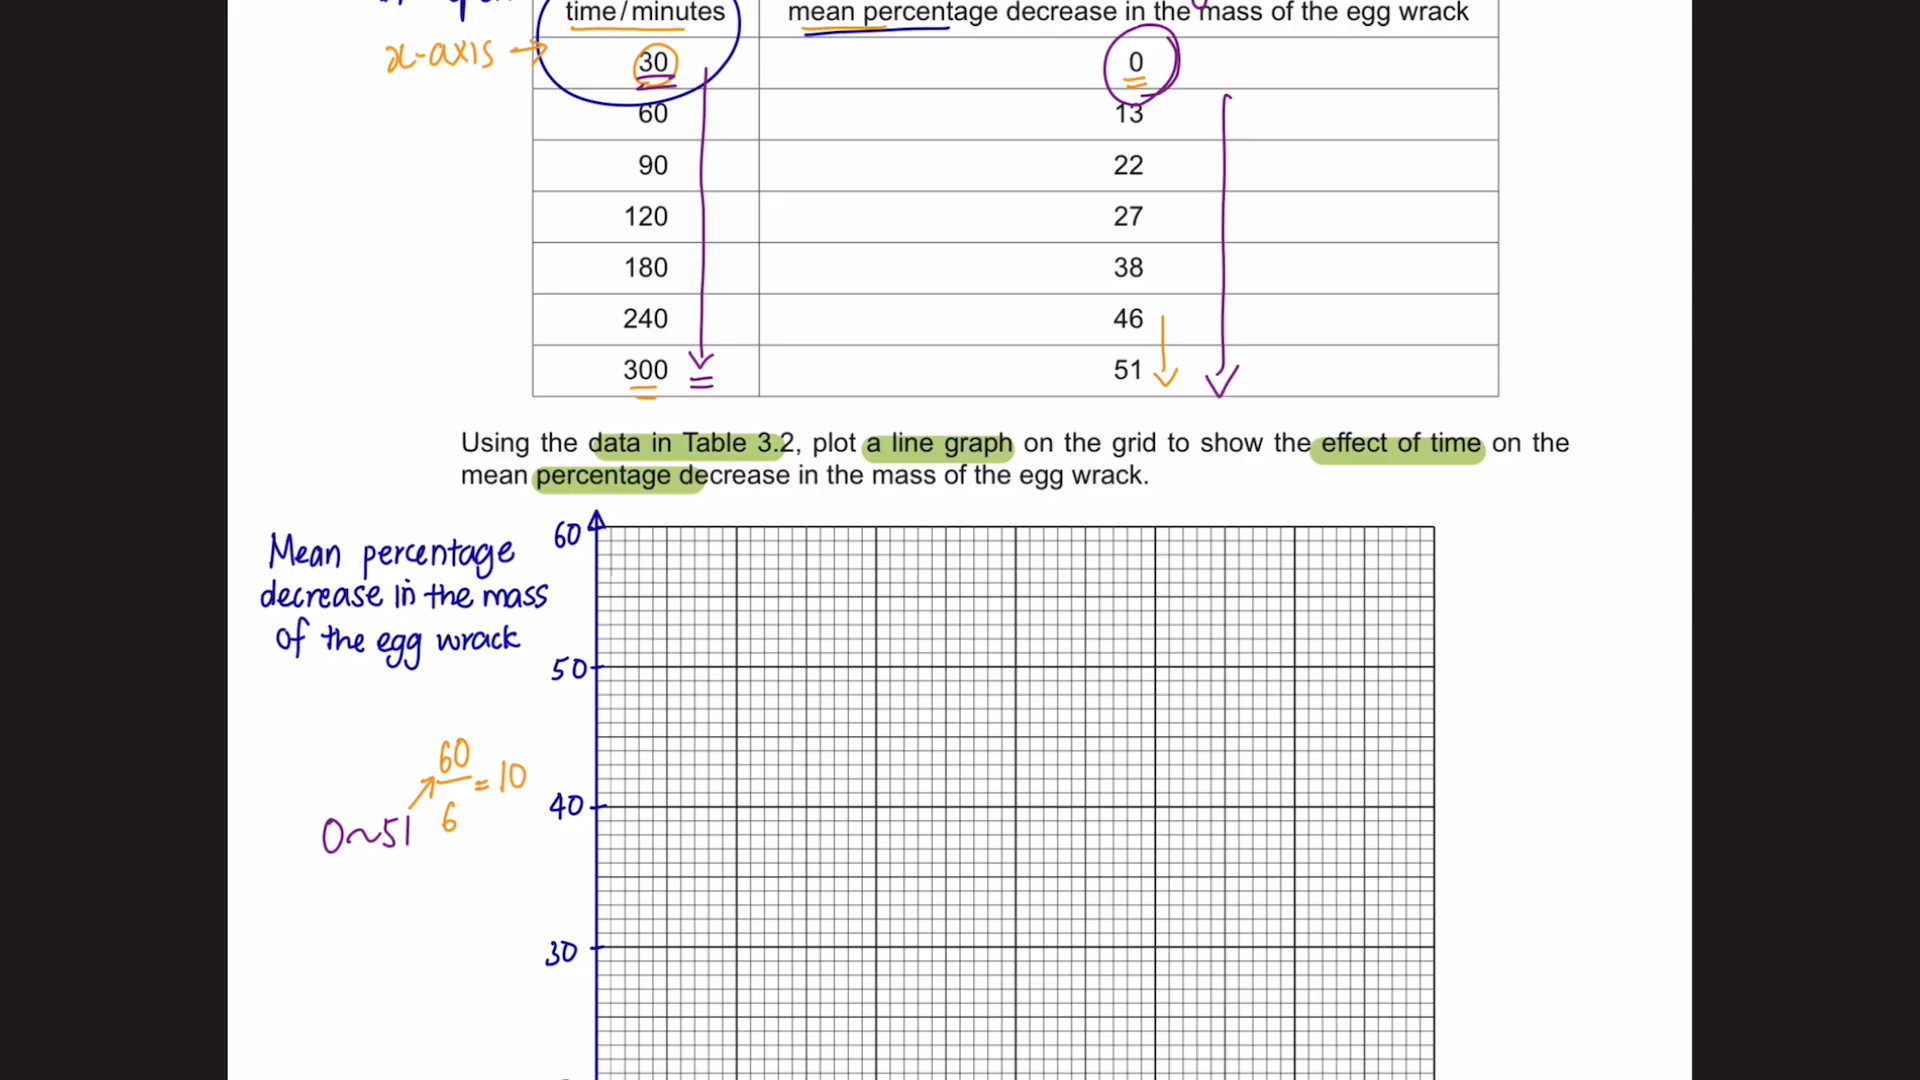 time / minutes mean percentage decrease in the mass of the egg wrack
x-axis → 30 0
60 13
90 22
120 27
180 38
240 46
300 51
Using the data in Table 3.2, plot a line graph on the grid to show the effect of time on the
mean percentage decrease in the mass of the egg wrack.
Mean percentage
decrease in the mass
of the egg wrack
60
50
60/6 = 10
0~51
40
30